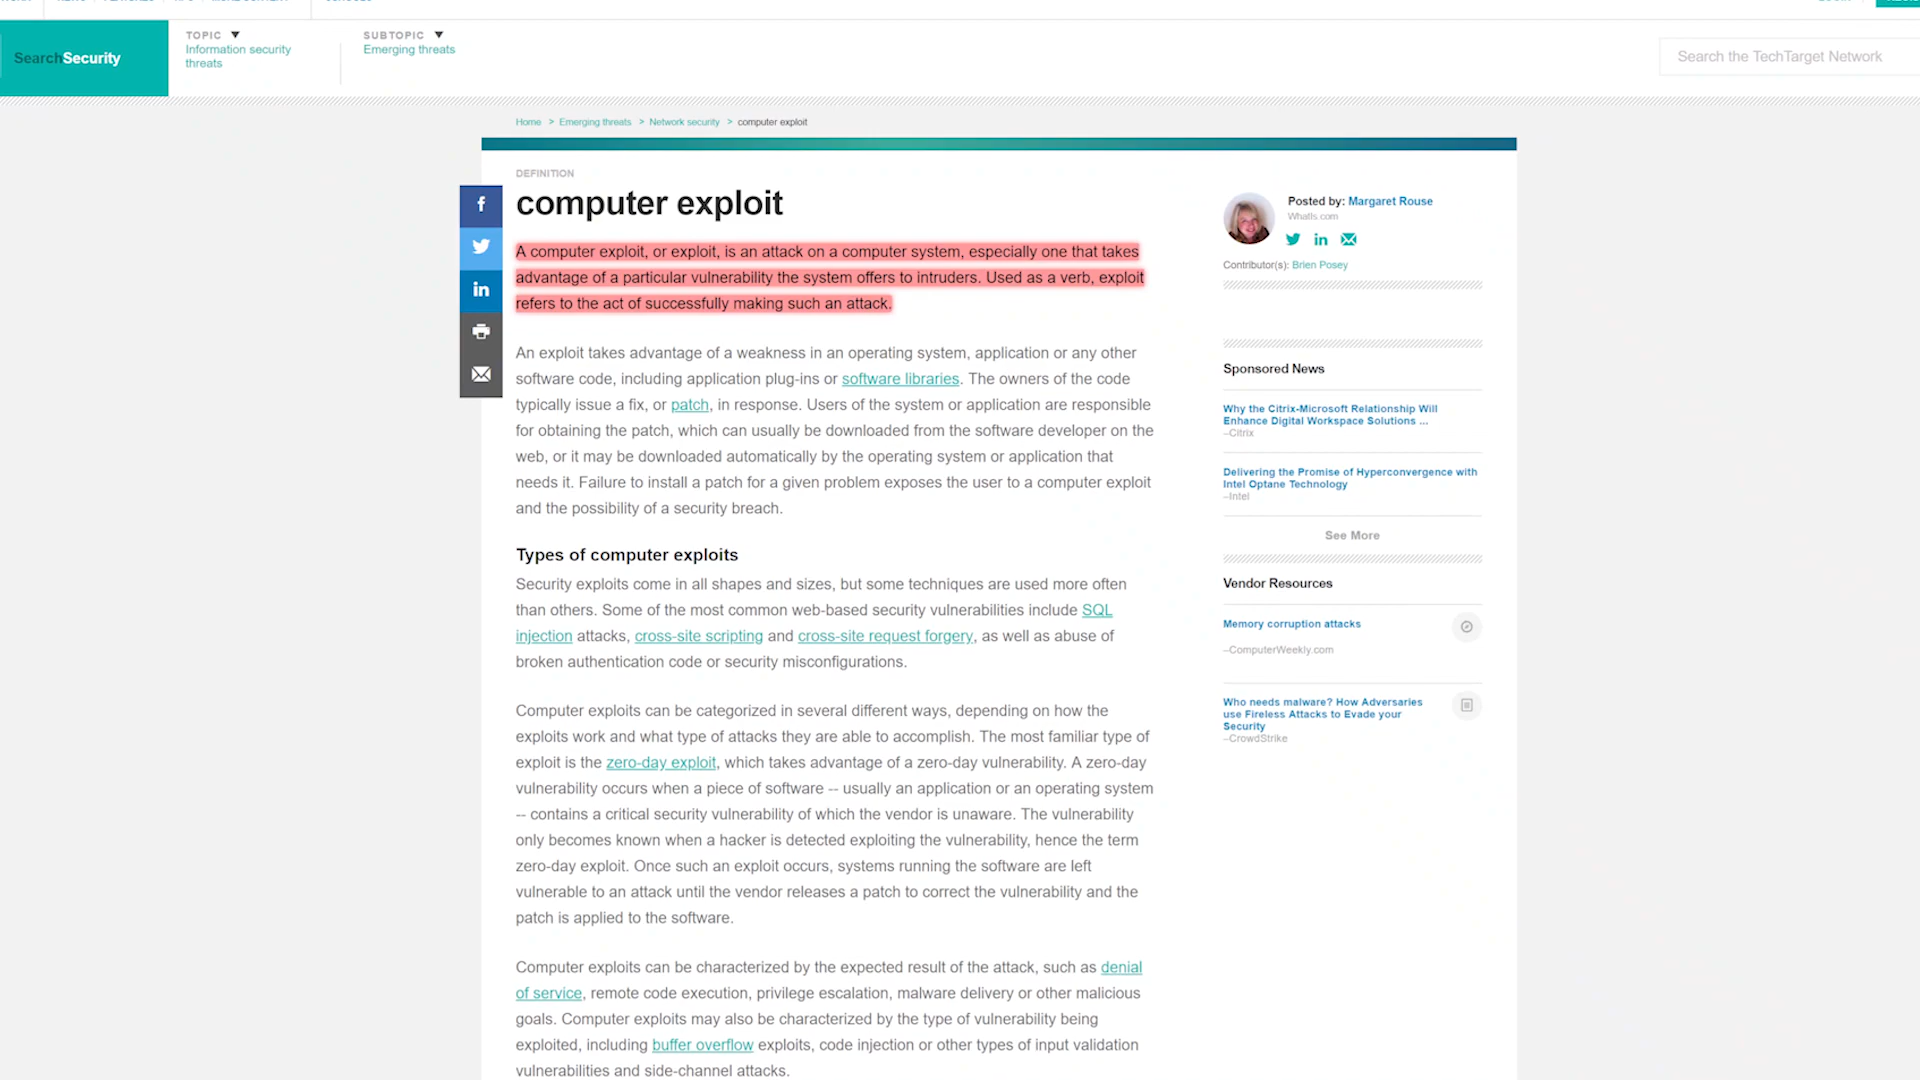 SearchSecurity
TOPIC
Information security
threats
SUBTOPIC
Emerging threats
Search the TechTarget Network
Home > Emerging threats > Network security > computer exploit
DEFINITION
computer exploit
A computer exploit, or exploit, is an attack on a computer system, especially one that takes
advantage of a particular vulnerability the system offers to intruders. Used as a verb, exploit
refers to the act of successfully making such an attack.
An exploit takes advantage of a weakness in an operating system, application or any other
software code, including application plug-ins or software libraries. The owners of the code
typically issue a fix, or patch, in response. Users of the system or application are responsible
for obtaining the patch, which can usually be downloaded from the software developer on the
web, or it may be downloaded automatically by the operating system or application that
needs it. Failure to install a patch for a given problem exposes the user to a computer exploit
and the possibility of a security breach.
Types of computer exploits
Security exploits come in all shapes and sizes, but some techniques are used more often
than others. Some of the most common web-based security vulnerabilities include SQL
injection attacks, cross-site scripting and cross-site request forgery, as well as abuse of
broken authentication code or security misconfigurations.
Computer exploits can be categorized in several different ways, depending on how the
exploits work and what type of attacks they are able to accomplish. The most familiar type of
exploit is the zero-day exploit, which takes advantage of a zero-day vulnerability. A zero-day
vulnerability occurs when a piece of software -- usually an application or an operating system
-- contains a critical security vulnerability of which the vendor is unaware. The vulnerability
only becomes known when a hacker is detected exploiting the vulnerability, hence the term
zero-day exploit. Once such an exploit occurs, systems running the software are left
vulnerable to an attack until the vendor releases a patch to correct the vulnerability and the
patch is applied to the software.
Computer exploits can be characterized by the expected result of the attack, such as denial
of service, remote code execution, privilege escalation, malware delivery or other malicious
goals. Computer exploits may also be characterized by the type of vulnerability being
exploited, including buffer overflow exploits, code injection or other types of input validation
vulnerabilities and side-channel attacks.
Posted by: Margaret Rouse
WhatIs.com
Contributor(s): Brien Posey
Sponsored News
Why the Citrix-Microsoft Relationship Will
Enhance Digital Workspace Solutions ...
–Citrix
Delivering the Promise of Hyperconvergence with
Intel Optane Technology
–Intel
See More
Vendor Resources
Memory corruption attacks
–ComputerWeekly.com
Who needs malware? How Adversaries
use Fireless Attacks to Evade your
Security
–CrowdStrike